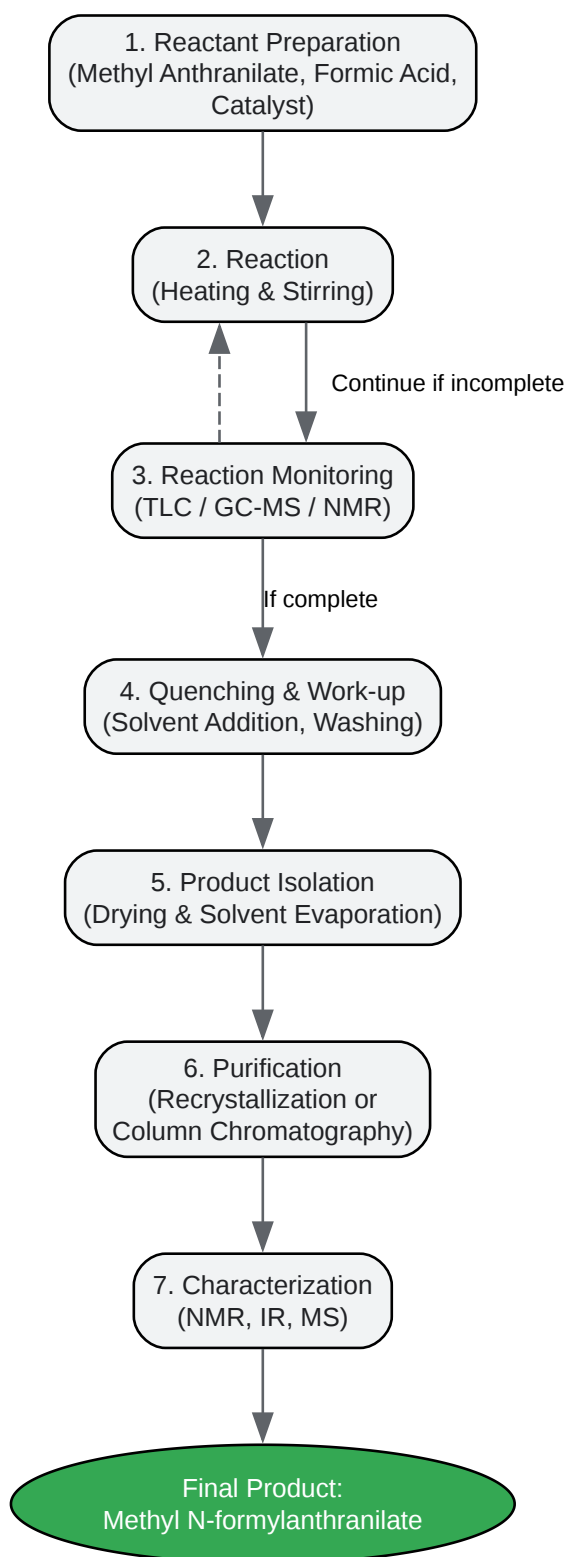 1. Reactant Preparation
(Methyl Anthranilate, Formic Acid,
Catalyst)
2. Reaction
(Heating & Stirring)
Continue if incomplete
3. Reaction Monitoring
(TLC / GC-MS / NMR)
If complete
4. Quenching & Work-up
(Solvent Addition, Washing)
5. Product Isolation
(Drying & Solvent Evaporation)
6. Purification
(Recrystallization or
Column Chromatography)
7. Characterization
(NMR, IR, MS)
Final Product:
Methyl N-formylanthranilate